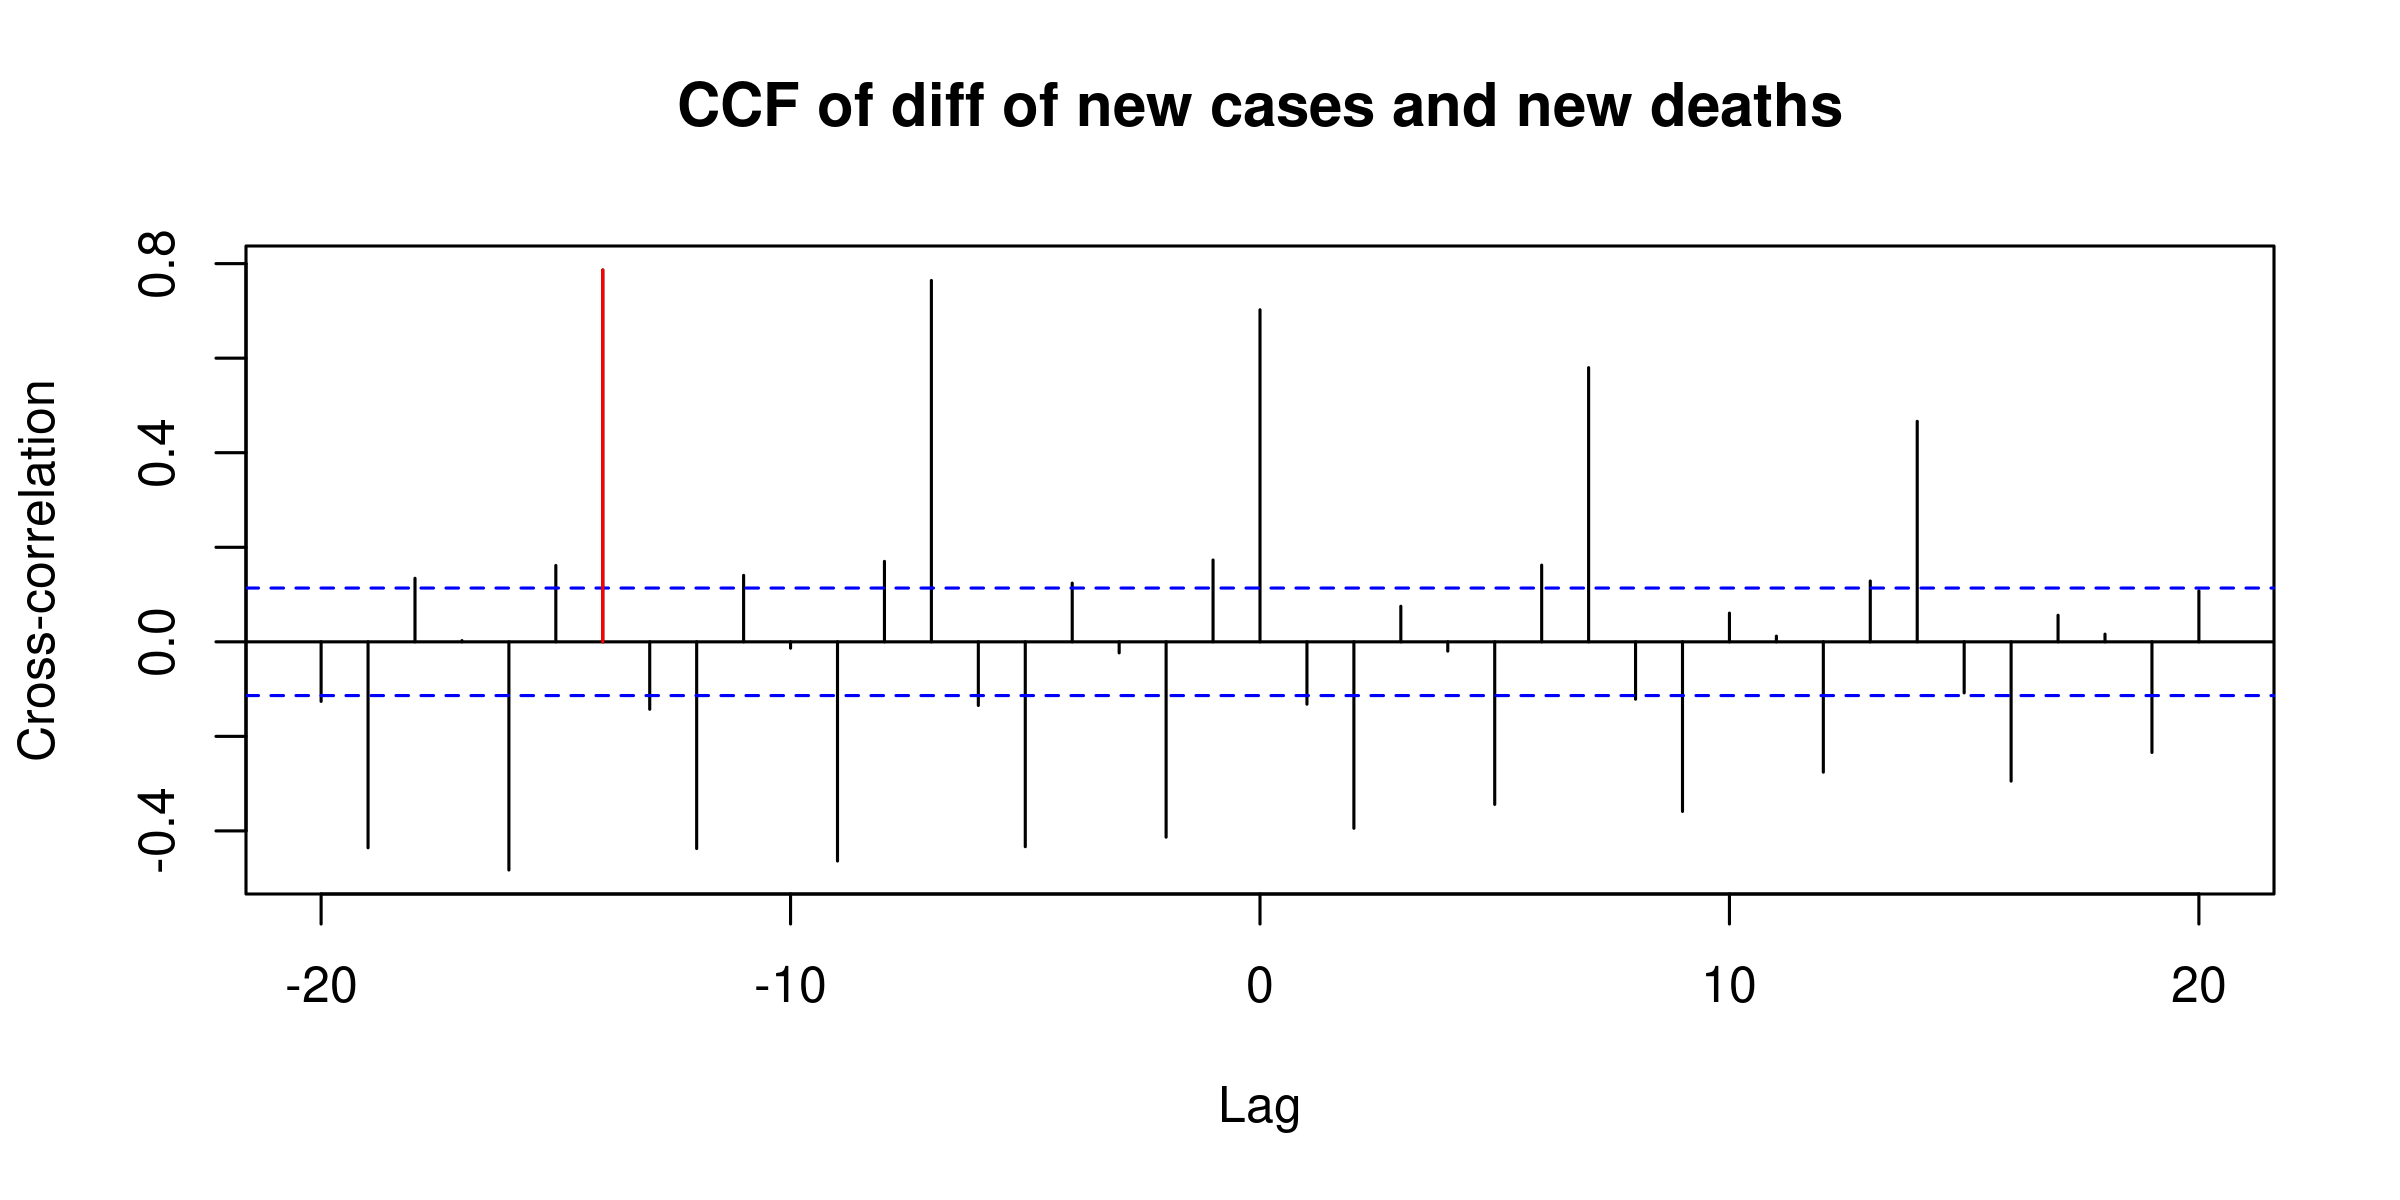 CCF of diff of new cases and new deaths
Cross-correlation
0.8
0.4
0.0
-0.4
-20 -10 0 10 20
Lag